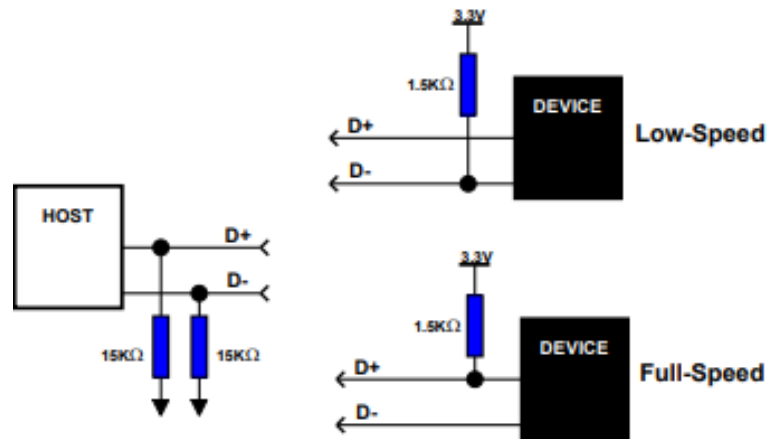 HOST
D+
D-
15KΩ
15KΩ
3.3V
1.5KΩ
D+
D-
DEVICE
Low-Speed
3.3V
1.5KΩ
D+
D-
DEVICE
Full-Speed